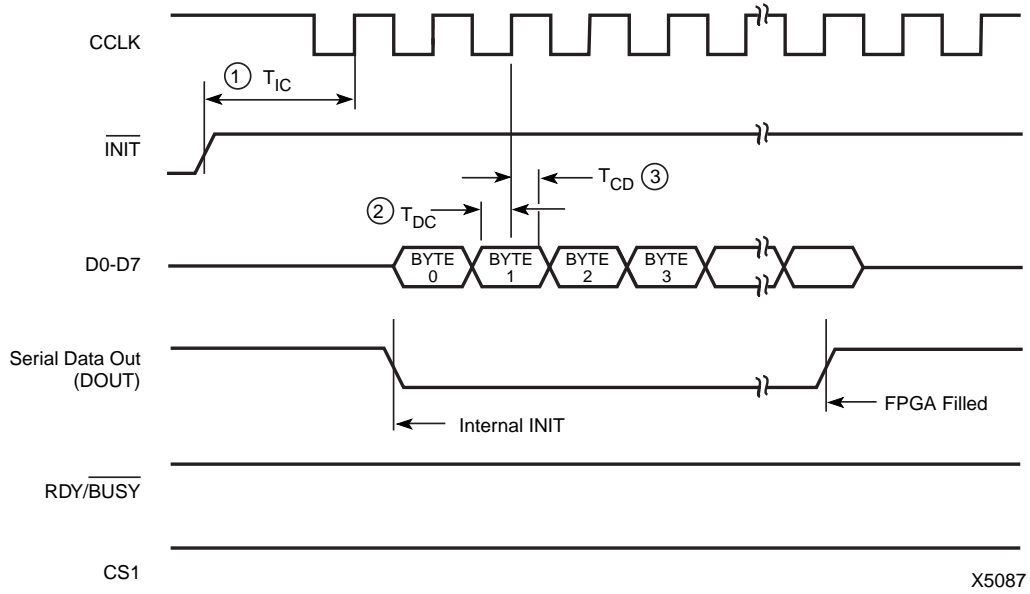 CCLK
① T_IC
INIT
T_CD ③
② T_DC
D0-D7
BYTE 0
BYTE 1
BYTE 2
BYTE 3
Serial Data Out
(DOUT)
FPGA Filled
Internal INIT
RDY/BUSY
CS1
X5087